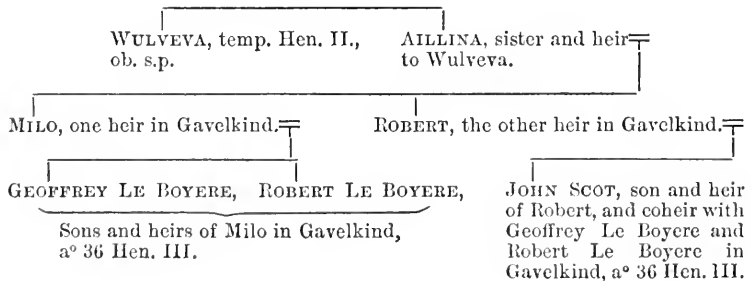 WULVEVA, temp. Hen. II.,
ob. s.p.
AILLINA, sister and heir
to Wulveva.
MILO, one heir in Gavelkind.
ROBERT, the other heir in Gavelkind.
GEOFFREY LE BOYERE, ROBERT LE BOYERE,
Sons and heirs of Milo in Gavelkind,
aº 36 Hen. III.
JOHN SCOT, son and heir
of Robert, and coheir with
Geoffrey Le Boyere and
Robert Le Boyere in
Gavelkind, aº 36 Hen. III.